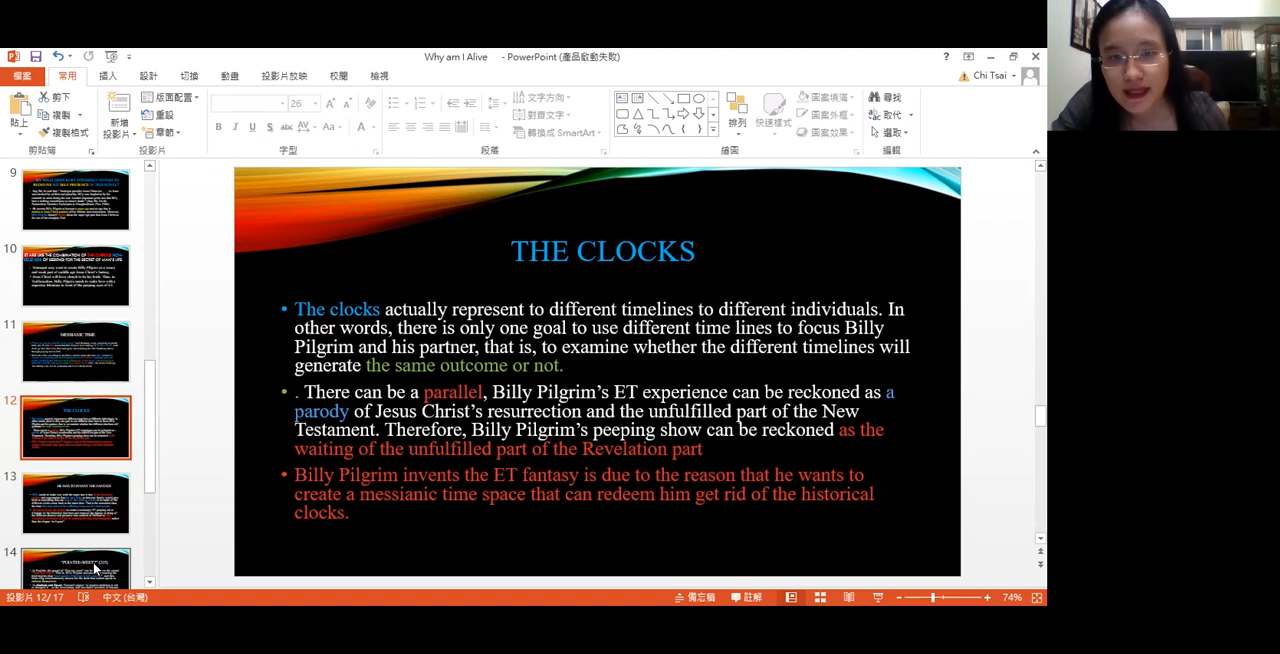 Why am I Alive - PowerPoint (產品啟動失敗)
檔案 常用 插入 設計 切換 動畫 投影片放映 校閱 檢視 Chi Tsai
貼上 剪下 複製 複製格式 剪貼簿
新增投影片 版面配置 重設 章節 投影片
26
B I U S abc AV Aa A 字型
文字方向 對齊文字 轉換成 SmartArt 段落
排列 快速樣式 圖案填滿 圖案外框 圖案效果 繪圖
尋找 取代 選取 編輯
9
10
11
MESSIANIC TIME
12
THE CLOCKS
13
14
"POO-TEE-WEET" (215)
THE CLOCKS
• The clocks actually represent to different timelines to different individuals. In
other words, there is only one goal to use different time lines to focus Billy
Pilgrim and his partner, that is, to examine whether the different timelines will
generate the same outcome or not.
• . There can be a parallel, Billy Pilgrim's ET experience can be reckoned as a
parody of Jesus Christ's resurrection and the unfulfilled part of the New
Testament. Therefore, Billy Pilgrim's peeping show can be reckoned as the
waiting of the unfulfilled part of the Revelation part
• Billy Pilgrim invents the ET fantasy is due to the reason that he wants to
create a messianic time space that can redeem him get rid of the historical
clocks.
投影片 12/17 中文 (台灣) 備忘稿 註解 74%